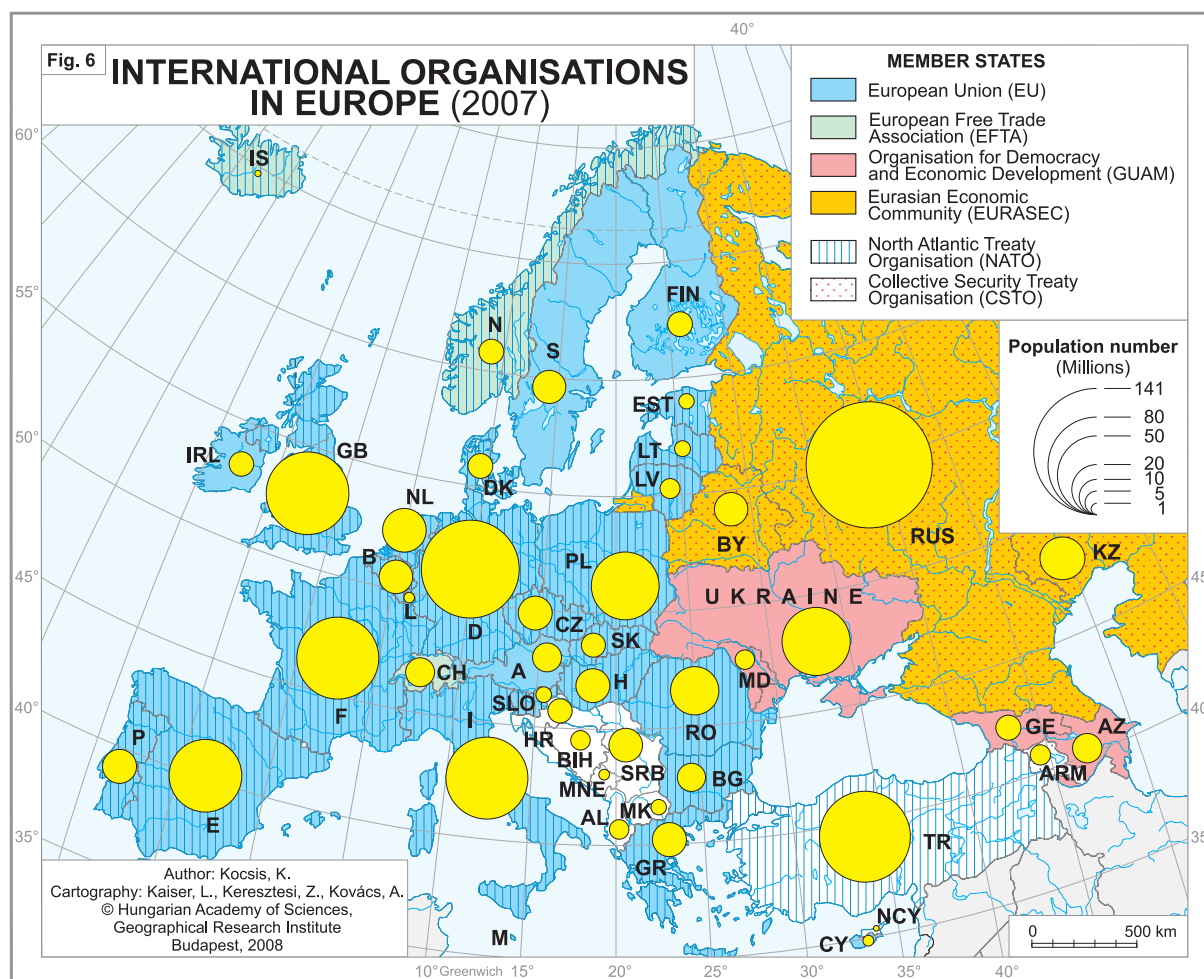 Fig. 6
INTERNATIONAL ORGANISATIONS
IN EUROPE (2007)
40°
MEMBER STATES
European Union (EU)
European Free Trade
Association (EFTA)
Organisation for Democracy
and Economic Development (GUAM)
Eurasian Economic
Community (EURASEC)
North Atlantic Treaty
Organisation (NATO)
Collective Security Treaty
Organisation (CSTO)
Population number
(Millions)
141
80
50
20
10
5
1
60°
55°
50°
45°
40°
35°
IS
N
S
FIN
EST
LT
LV
IRL
GB
DK
NL
B
L
D
PL
BY
RUS
KZ
UKRAINE
CZ
SK
A
H
CH
SLO
MD
RO
F
I
HR
BIH
SRB
MNE
BG
AL
MK
GR
P
E
M
GE
AZ
ARM
TR
NCY
CY
45
40°
35°
Author: Kocsis, K.
Cartography: Kaiser, L., Keresztesi, Z., Kovács, A.
© Hungarian Academy of Sciences,
Geographical Research Institute
Budapest, 2008
0 500 km
10° Greenwich 15° 20° 25° 30° 35° 40°